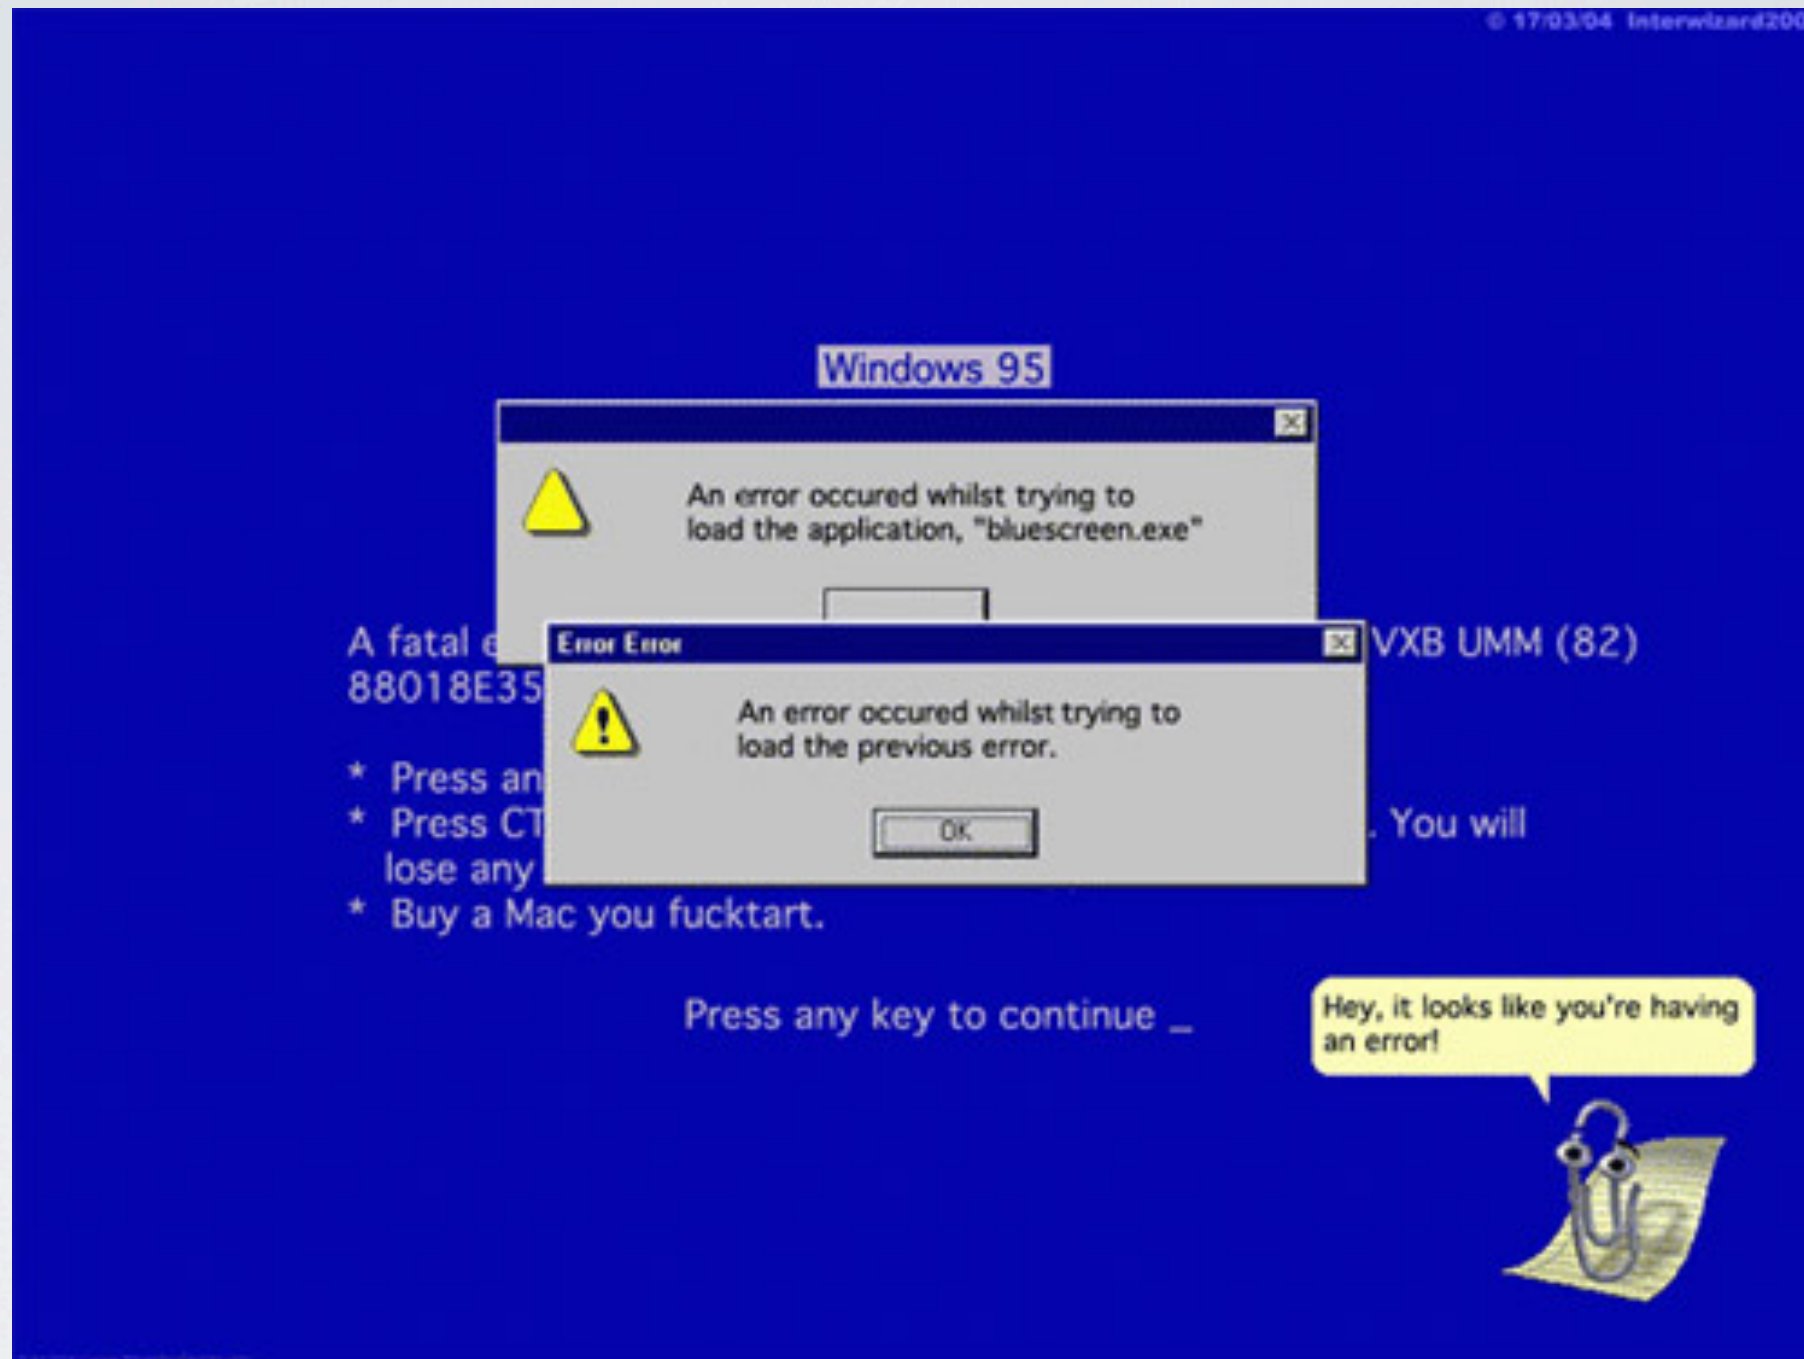 © 17/03/04 Interwizard200
Windows 95
An error occured whilst trying to
load the application, "bluescreen.exe"
A fatal e
VXB UMM (82)
88018E35
Error Error
An error occured whilst trying to
load the previous error.
OK
* Press an
* Press CT
. You will
lose any
* Buy a Mac you fucktart.
Press any key to continue _
Hey, it looks like you're having
an error!